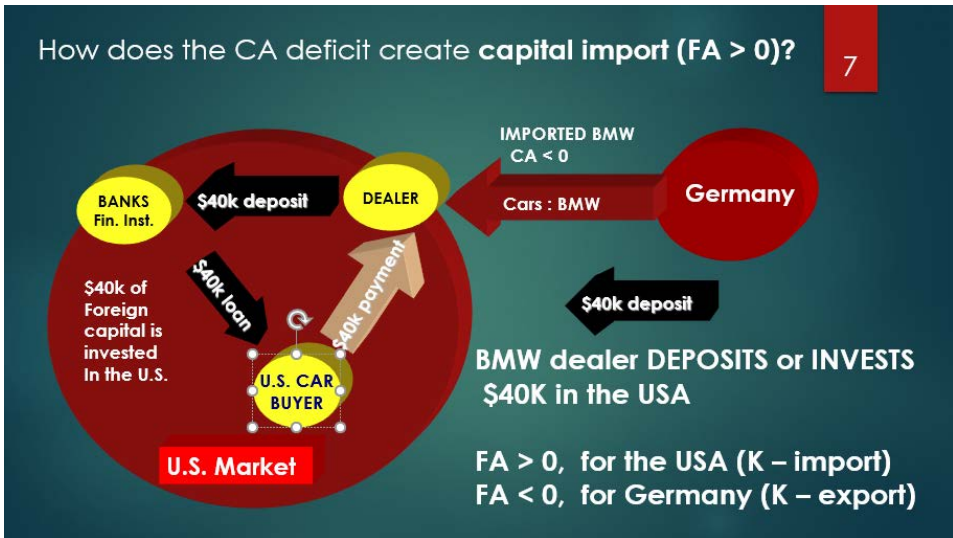 How does the CA deficit create capital import (FA > 0)?
7
IMPORTED BMW
CA < 0
Cars : BMW
Germany
BANKS
Fin. Inst.
$40k deposit
DEALER
$40k loan
$40k payment
$40k of
Foreign
capital is
invested
In the U.S.
U.S. CAR
BUYER
U.S. Market
$40k deposit
BMW dealer DEPOSITS or INVESTS
$40K in the USA
FA > 0, for the USA (K – import)
FA < 0, for Germany (K – export)